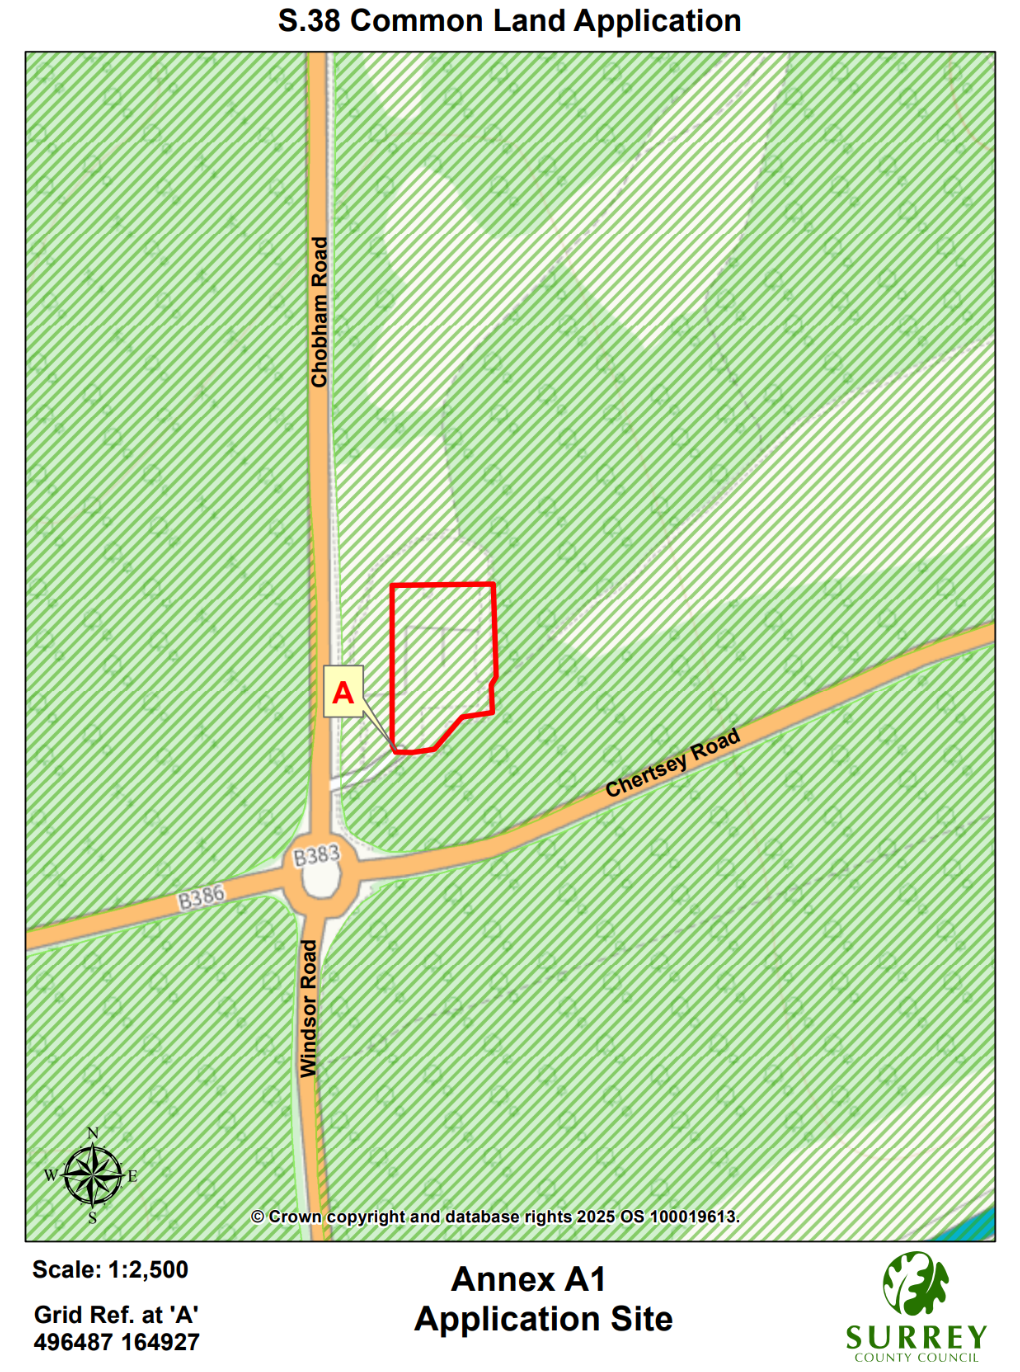 S.38 Common Land Application
Chobham Road
A
Chertsey Road
B383
B386
Windsor Road
N
W E
S
© Crown copyright and database rights 2025 OS 100019613.
Scale: 1:2,500
Grid Ref. at 'A'
496487 164927
Annex A1
Application Site
SURREY
COUNTY COUNCIL